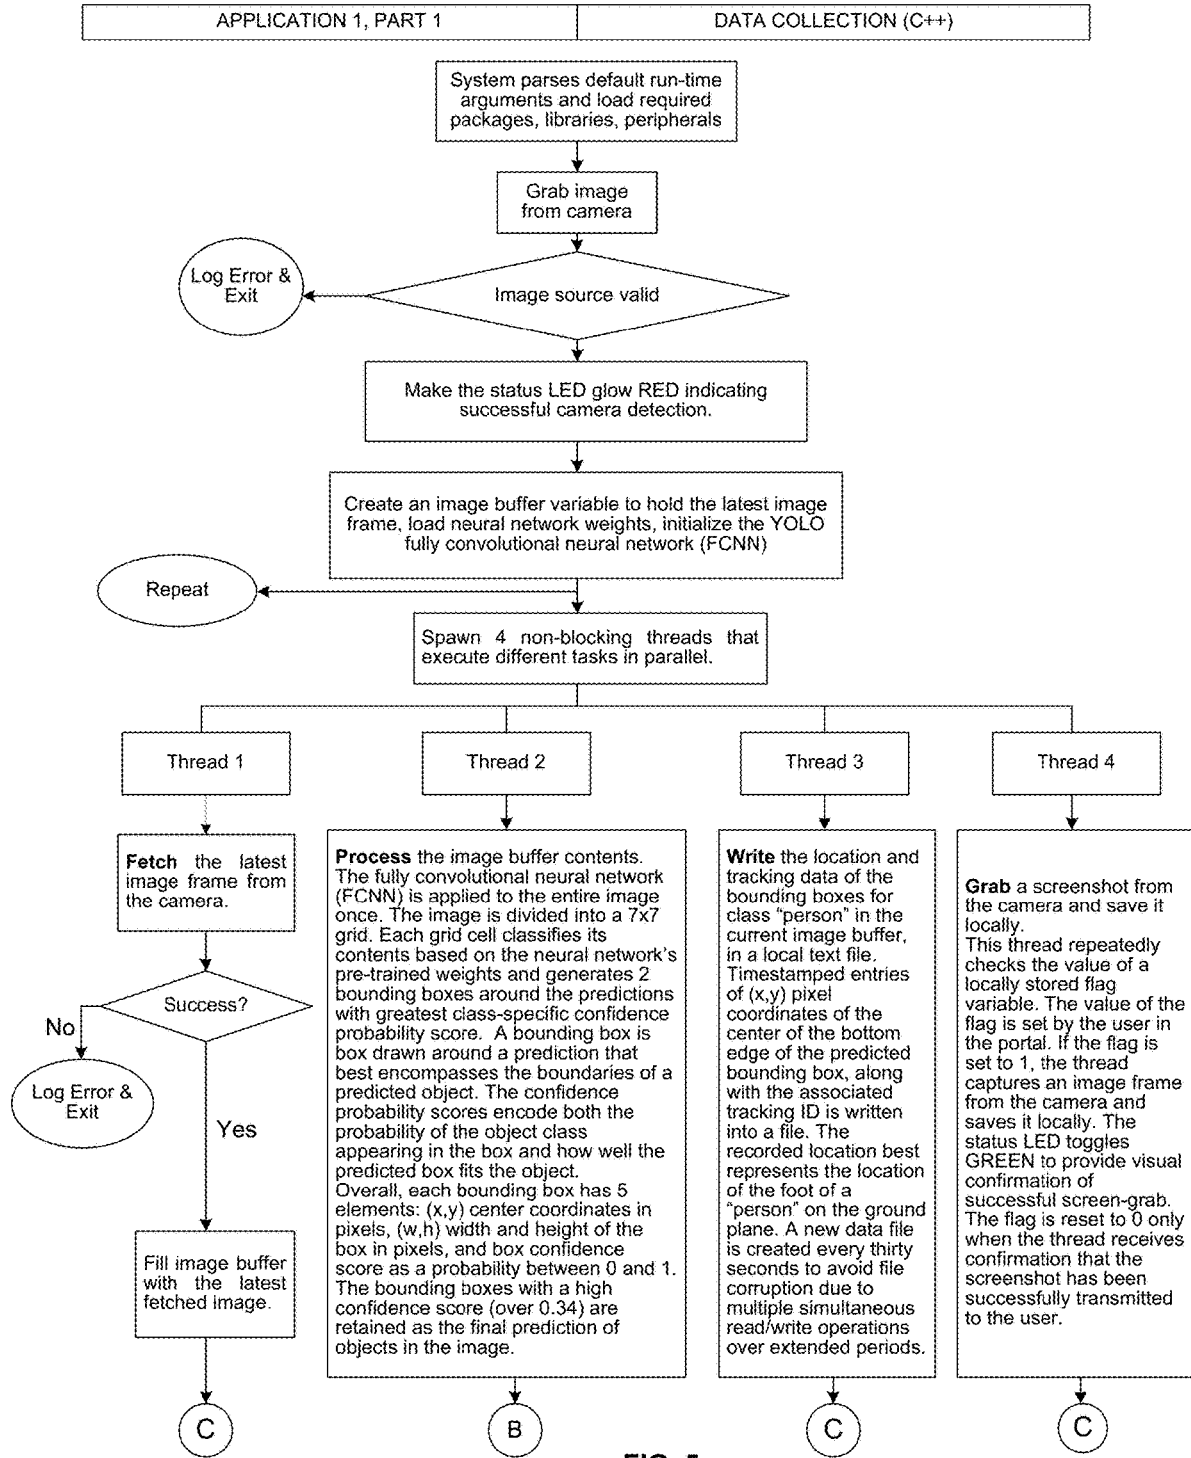 APPLICATION 1, PART 1
DATA COLLECTION (C++)
System parses default run-time
arguments and load required
packages, libraries, peripherals
Grab image
from camera
Log Error &
Exit
Image source valid
Make the status LED glow RED indicating
successful camera detection.
Create an image buffer variable to hold the latest image
frame, load neural network weights, initialize the YOLO
fully convolutional neural network (FCNN)
Repeat
Spawn 4 non-blocking threads that
execute different tasks in parallel.
Thread 1
Thread 2
Thread 3
Thread 4
Fetch the latest
image frame from
the camera.
Success?
No
Log Error &
Exit
Yes
Fill image buffer
with the latest
fetched image.
C
Process the image buffer contents.
The fully convolutional neural network
(FCNN) is applied to the entire image
once. The image is divided into a 7x7
grid. Each grid cell classifies its
contents based on the neural network's
pre-trained weights and generates 2
bounding boxes around the predictions
with greatest class-specific confidence
probability score. A bounding box is
box drawn around a prediction that
best encompasses the boundaries of a
predicted object. The confidence
probability scores encode both the
probability of the object class
appearing in the box and how well the
predicted box fits the object.
Overall, each bounding box has 5
elements: (x,y) center coordinates in
pixels, (w,h) width and height of the
box in pixels, and box confidence
score as a probability between 0 and 1.
The bounding boxes with a high
confidence score (over 0.34) are
retained as the final prediction of
objects in the image.
B
Write the location and
tracking data of the
bounding boxes for
class "person" in the
current image buffer,
in a local text file.
Timestamped entries
of (x,y) pixel
coordinates of the
center of the bottom
edge of the predicted
bounding box, along
with the associated
tracking ID is written
into a file. The
recorded location best
represents the location
of the foot of a
"person" on the ground
plane. A new data file
is created every thirty
seconds to avoid file
corruption due to
multiple simultaneous
read/write operations
over extended periods.
C
Grab a screenshot from
the camera and save it
locally.
This thread repeatedly
checks the value of a
locally stored flag
variable. The value of the
flag is set by the user in
the portal. If the flag is
set to 1, the thread
captures an image frame
from the camera and
saves it locally. The
status LED toggles
GREEN to provide visual
confirmation of
successful screen-grab.
The flag is reset to 0 only
when the thread receives
confirmation that the
screenshot has been
successfully transmitted
to the user.
C